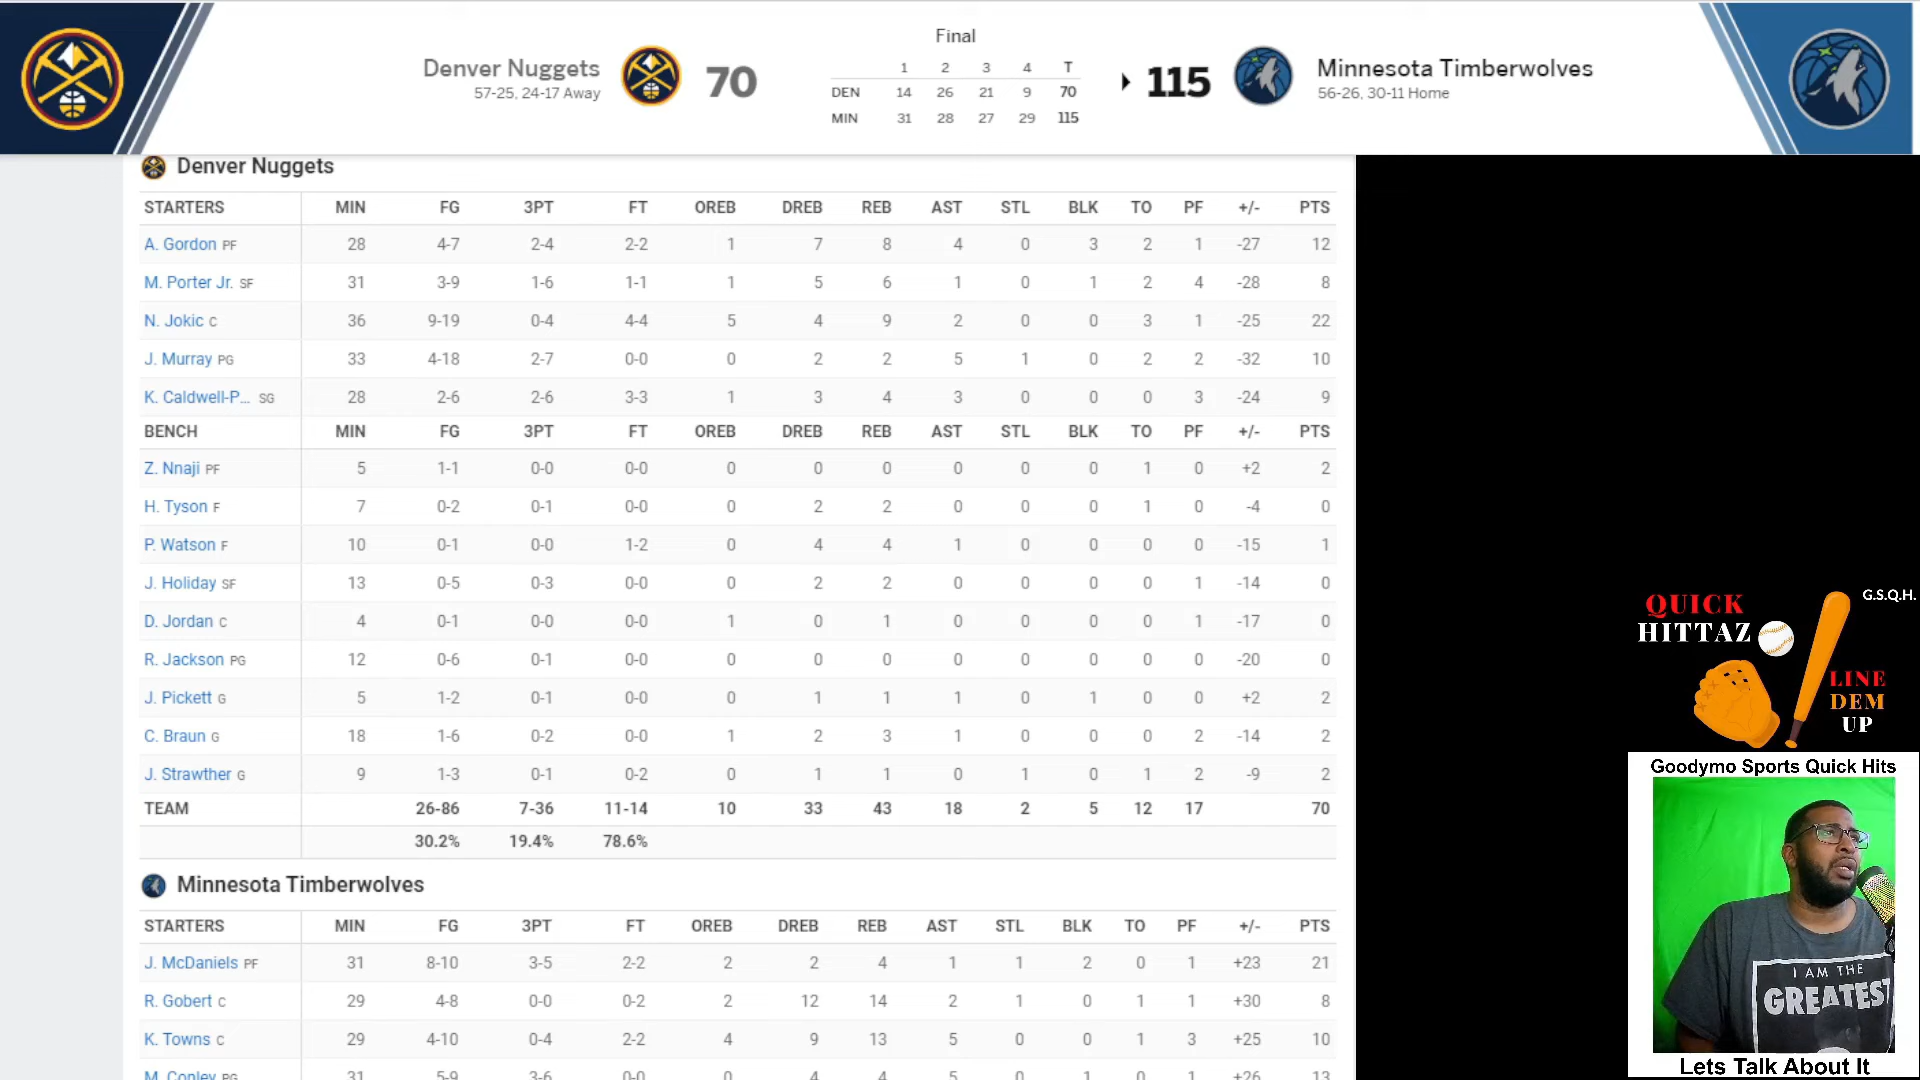 Final
Denver Nuggets
57-25, 24-17 Away
70
1 2 3 4 T
DEN 14 26 21 9 70
MIN 31 28 27 29 115
115
Minnesota Timberwolves
56-26, 30-11 Home
Denver Nuggets
STARTERS MIN FG 3PT FT OREB DREB REB AST STL BLK TO PF +/- PTS
A. Gordon PF 28 4-7 2-4 2-2 1 7 8 4 0 3 2 1 -27 12
M. Porter Jr. SF 31 3-9 1-6 1-1 1 5 6 1 0 1 2 4 -28 8
N. Jokic C 36 9-19 0-4 4-4 5 4 9 2 0 0 3 1 -25 22
J. Murray PG 33 4-18 2-7 0-0 0 2 2 5 1 0 2 2 -32 10
K. Caldwell-P... SG 28 2-6 2-6 3-3 1 3 4 3 0 0 0 3 -24 9
BENCH MIN FG 3PT FT OREB DREB REB AST STL BLK TO PF +/- PTS
Z. Nnaji PF 5 1-1 0-0 0-0 0 0 0 0 0 0 1 0 +2 2
H. Tyson F 7 0-2 0-1 0-0 0 2 2 0 0 0 1 0 -4 0
P. Watson F 10 0-1 0-0 1-2 0 4 4 1 0 0 0 0 -15 1
J. Holiday SF 13 0-5 0-3 0-0 0 2 2 0 0 0 0 1 -14 0
D. Jordan C 4 0-1 0-0 0-0 1 0 1 0 0 0 0 1 -17 0
R. Jackson PG 12 0-6 0-1 0-0 0 0 0 0 0 0 0 0 -20 0
J. Pickett G 5 1-2 0-1 0-0 0 1 1 1 0 1 0 0 +2 2
C. Braun G 18 1-6 0-2 0-0 1 2 3 1 0 0 0 2 -14 2
J. Strawther G 9 1-3 0-1 0-2 0 1 1 0 1 0 1 2 -9 2
TEAM 26-86 7-36 11-14 10 33 43 18 2 5 12 17 70
30.2% 19.4% 78.6%
Minnesota Timberwolves
STARTERS MIN FG 3PT FT OREB DREB REB AST STL BLK TO PF +/- PTS
J. McDaniels PF 31 8-10 3-5 2-2 2 2 4 1 1 2 0 1 +23 21
R. Gobert C 29 4-8 0-0 0-2 2 12 14 2 1 0 1 1 +30 8
K. Towns C 29 4-10 0-4 2-2 4 9 13 5 0 0 1 3 +25 10
M. Conley PG 31 5-9 3-6 0-0 0 4 4 5 0 1 0 1 +26 13
G.S.Q.H.
QUICK
HITTAZ
LINE
DEM
UP
Goodymo Sports Quick Hits
I AM THE
GREATEST
Lets Talk About It